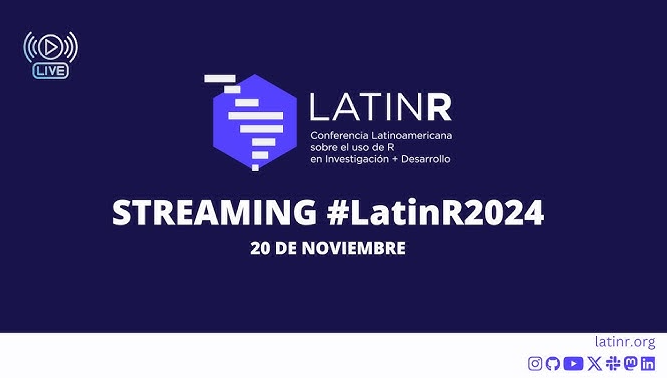 LIVE
LATINR
Conferencia Latinoamericana
sobre el uso de R
en Investigación + Desarrollo
STREAMING #LatinR2024
20 DE NOVIEMBRE
latinr.org